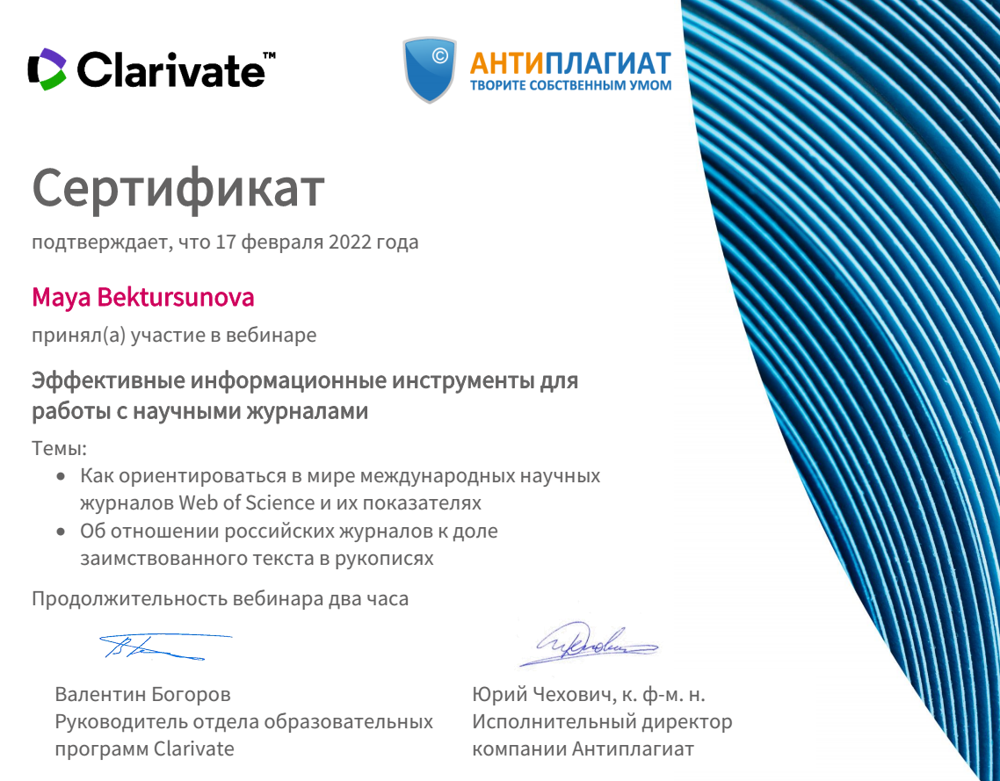 Clarivate™
©
АНТИПЛАГИАТ
ТВОРИТЕ СОБСТВЕННЫМ УМОМ
Сертификат
подтверждает, что 17 февраля 2022 года
Maya Bektursunova
принял(а) участие в вебинаре
Эффективные информационные инструменты для
работы с научными журналами
Темы:
• Как ориентироваться в мире международных научных
журналов Web of Science и их показателях
• Об отношении российских журналов к доле
заимствованного текста в рукописях
Продолжительность вебинара два часа
Валентин Богоров
Руководитель отдела образовательных
программ Clarivate
Юрий Чехович, к. ф-м. н.
Исполнительный директор
компании Антиплагиат